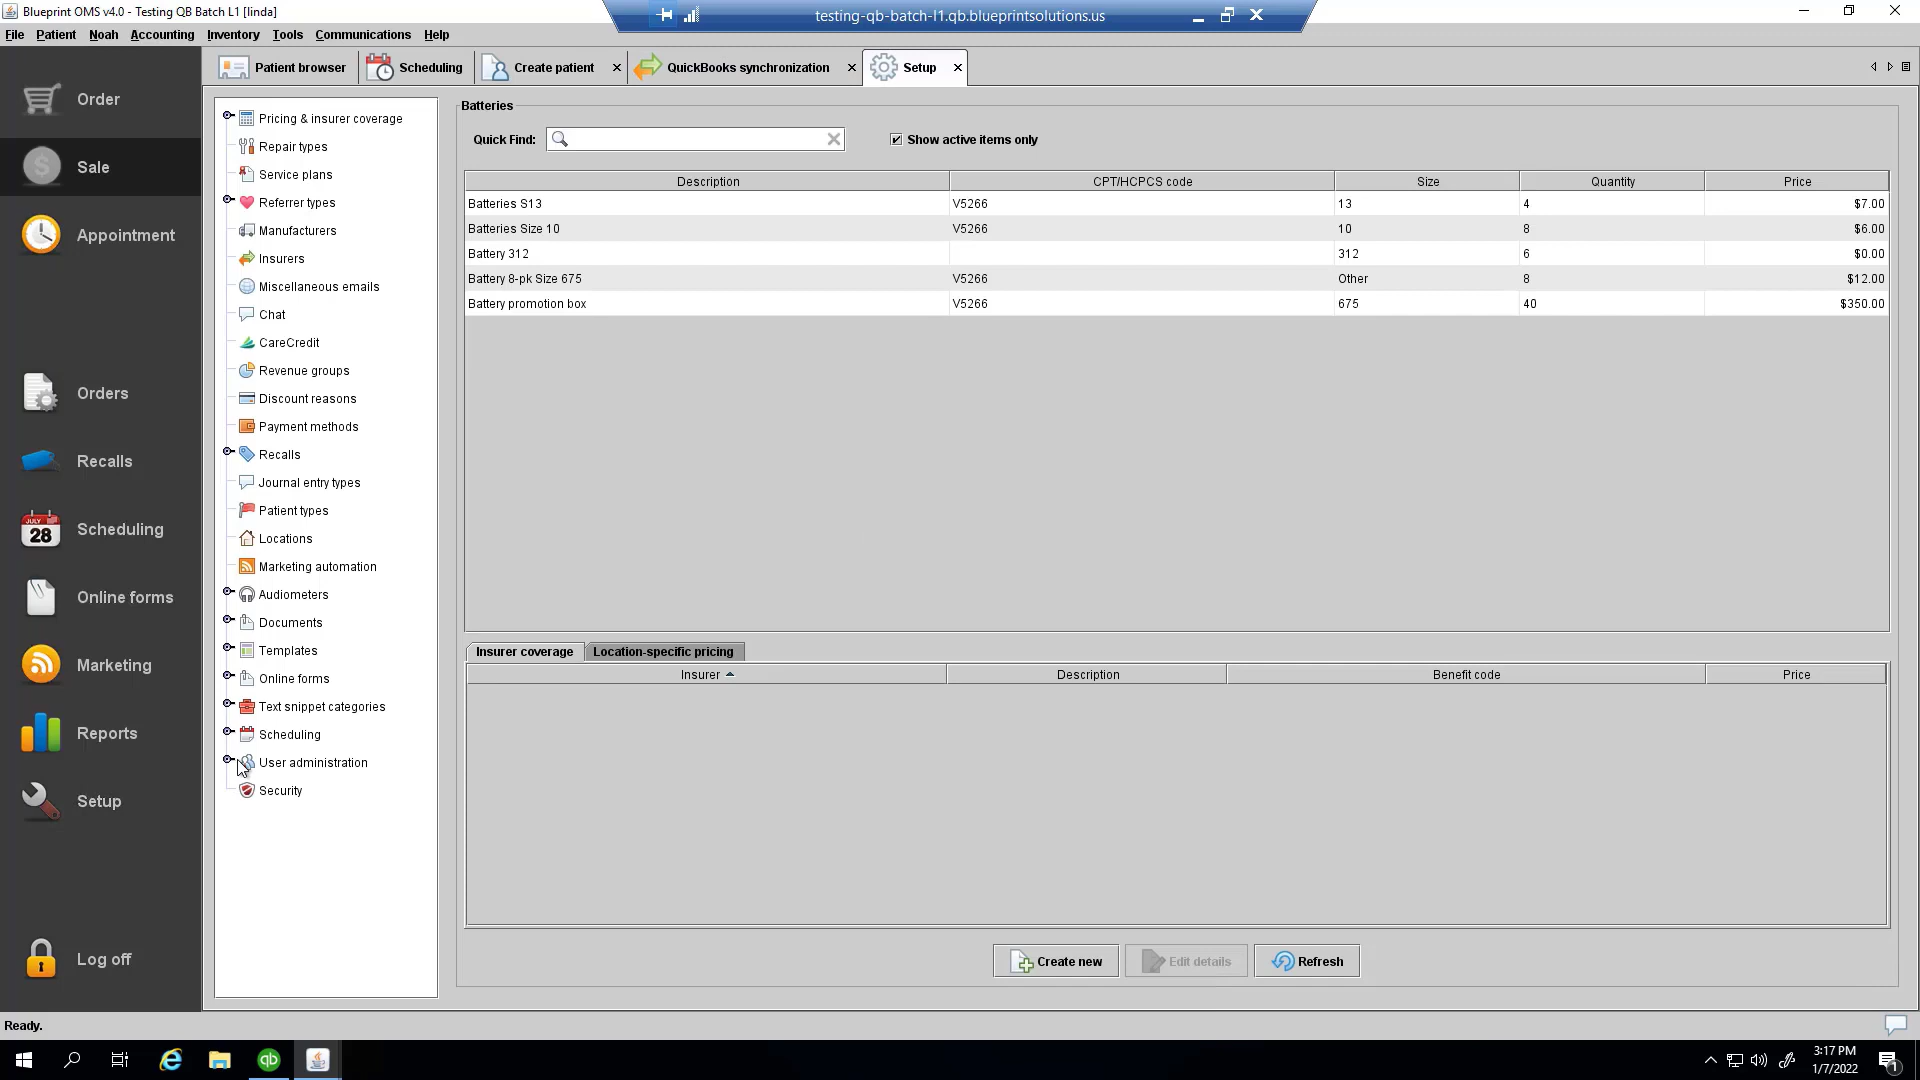 Blueprint OMS v4.0 - Testing QB Batch L1 [linda]
testing-qb-batch-l1.qb.blueprintsolutions.us
File Patient Noah Accounting Inventory Tools Communications Help
Patient browser Scheduling Create patient QuickBooks synchronization Setup
Order
Sale
Appointment
Orders
Recalls
JULY
28
Scheduling
Online forms
Marketing
Reports
Setup
Log off
Pricing & insurer coverage
Repair types
Service plans
Referrer types
Manufacturers
Insurers
Miscellaneous emails
Chat
CareCredit
Revenue groups
Discount reasons
Payment methods
Recalls
Journal entry types
Patient types
Locations
Marketing automation
Audiometers
Documents
Templates
Online forms
Text snippet categories
Scheduling
User administration
Security
Batteries
Quick Find: Show active items only
Description CPT/HCPCS code Size Quantity Price
Batteries S13 V5266 13 4 $7.00
Batteries Size 10 V5266 10 8 $6.00
Battery 312 312 6 $0.00
Battery 8-pk Size 675 V5266 Other 8 $12.00
Battery promotion box V5266 675 40 $350.00
Insurer coverage Location-specific pricing
Insurer Description Benefit code Price
Create new Edit details Refresh
Ready.
qb
3:17 PM
1/7/2022
1